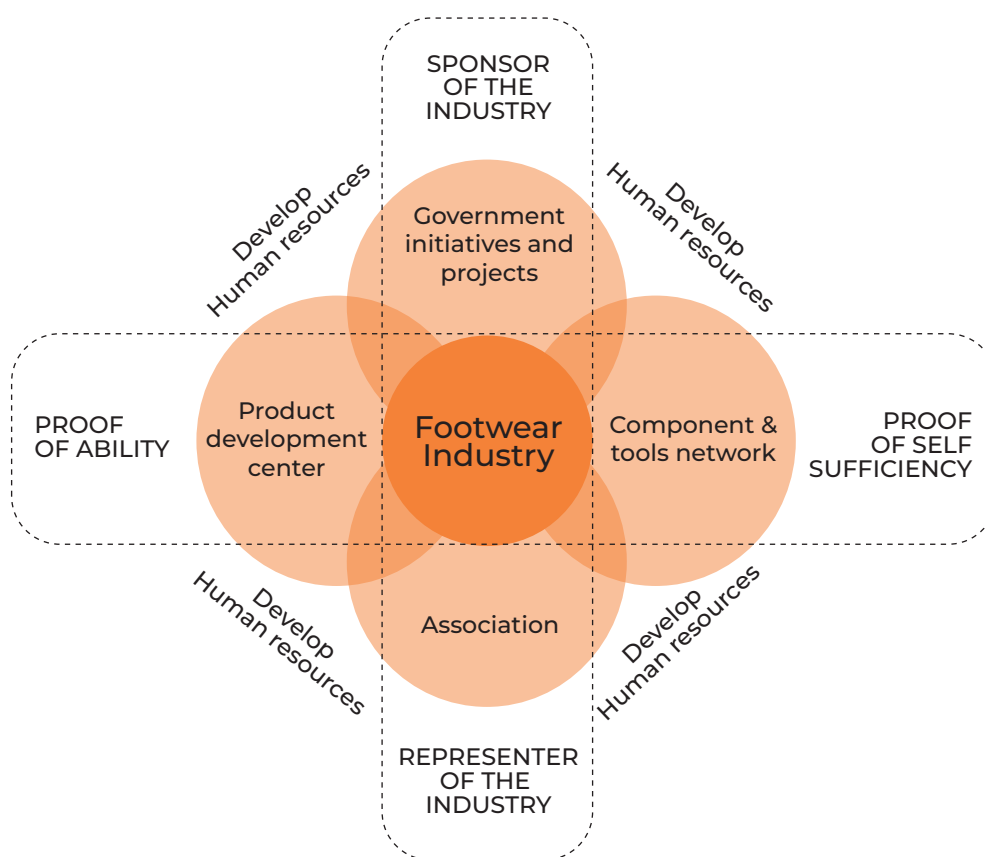 SPONSOR
OF THE
INDUSTRY
Develop
Human resources
Develop
Human resources
Government
initiatives and
projects
PROOF
OF ABILITY
Product
development
center
Footwear
Industry
Component &
tools network
PROOF
OF SELF
SUFFICIENCY
Develop
Human resources
Association
Develop
Human resources
REPRESENTER
OF THE
INDUSTRY